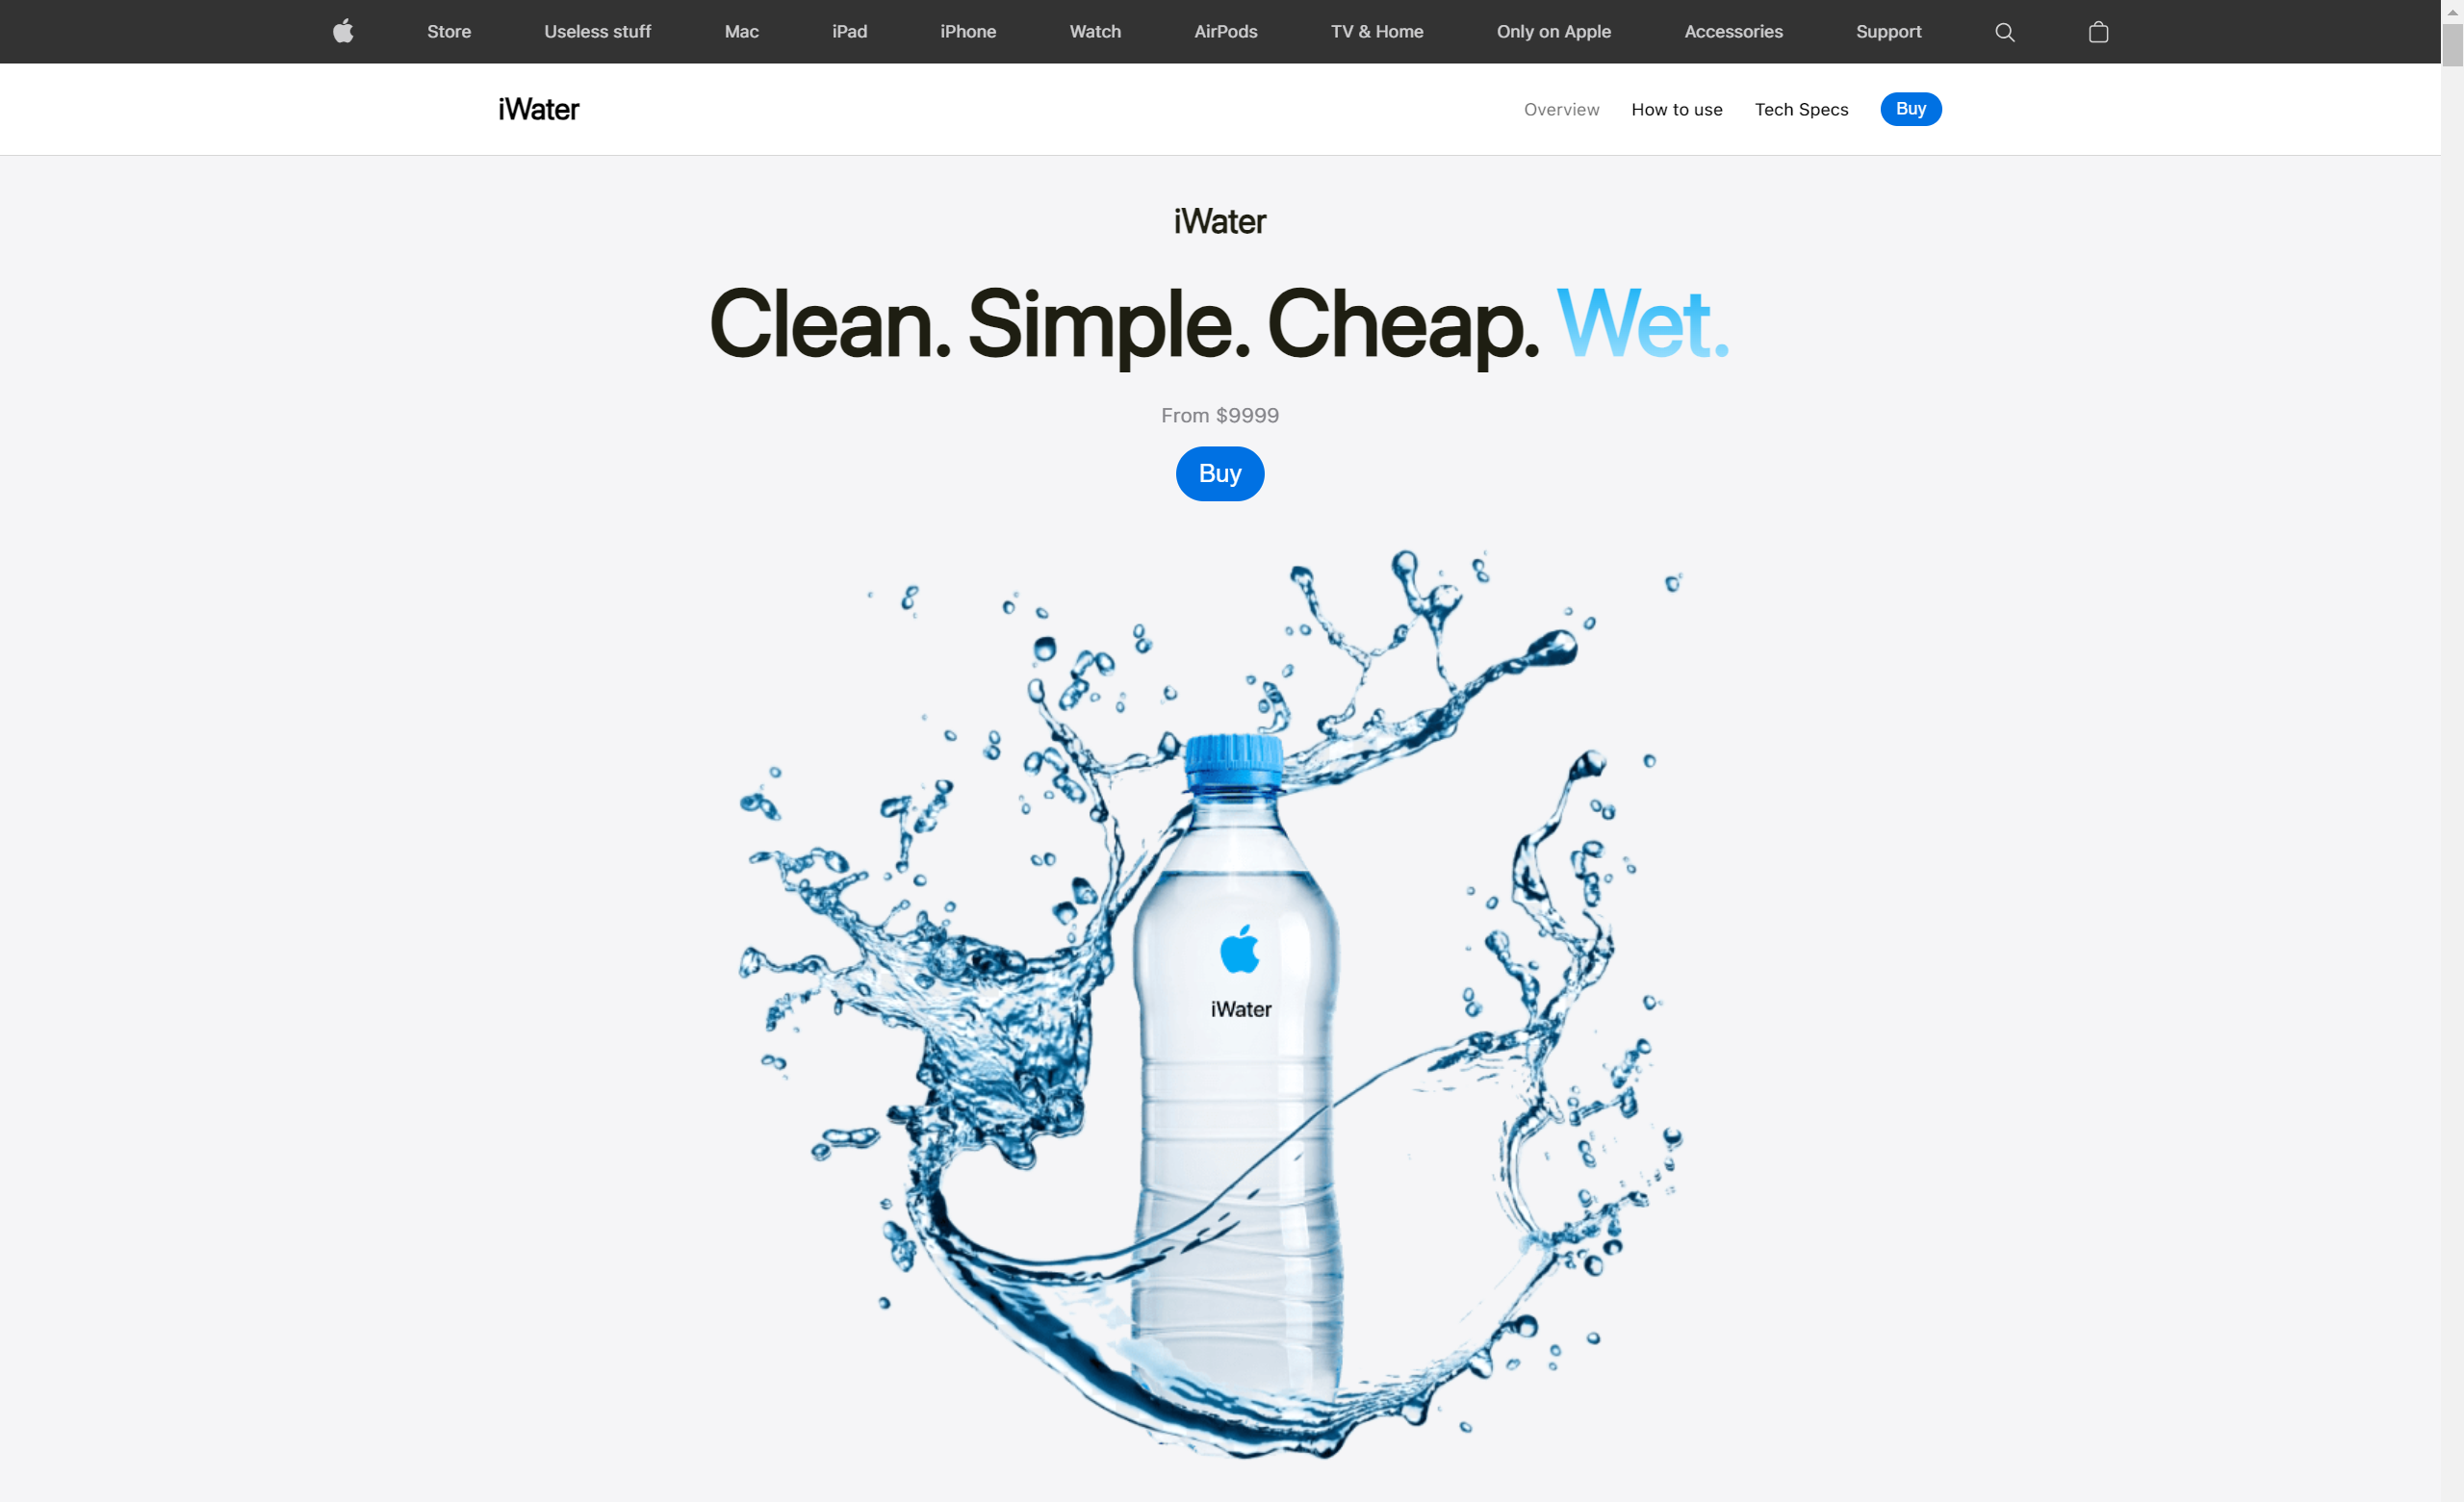 Store Useless stuff Mac iPad iPhone Watch AirPods TV & Home Only on Apple Accessories Support
iWater Overview How to use Tech Specs Buy
iWater
Clean. Simple. Cheap. Wet.
From $9999
Buy
iWater